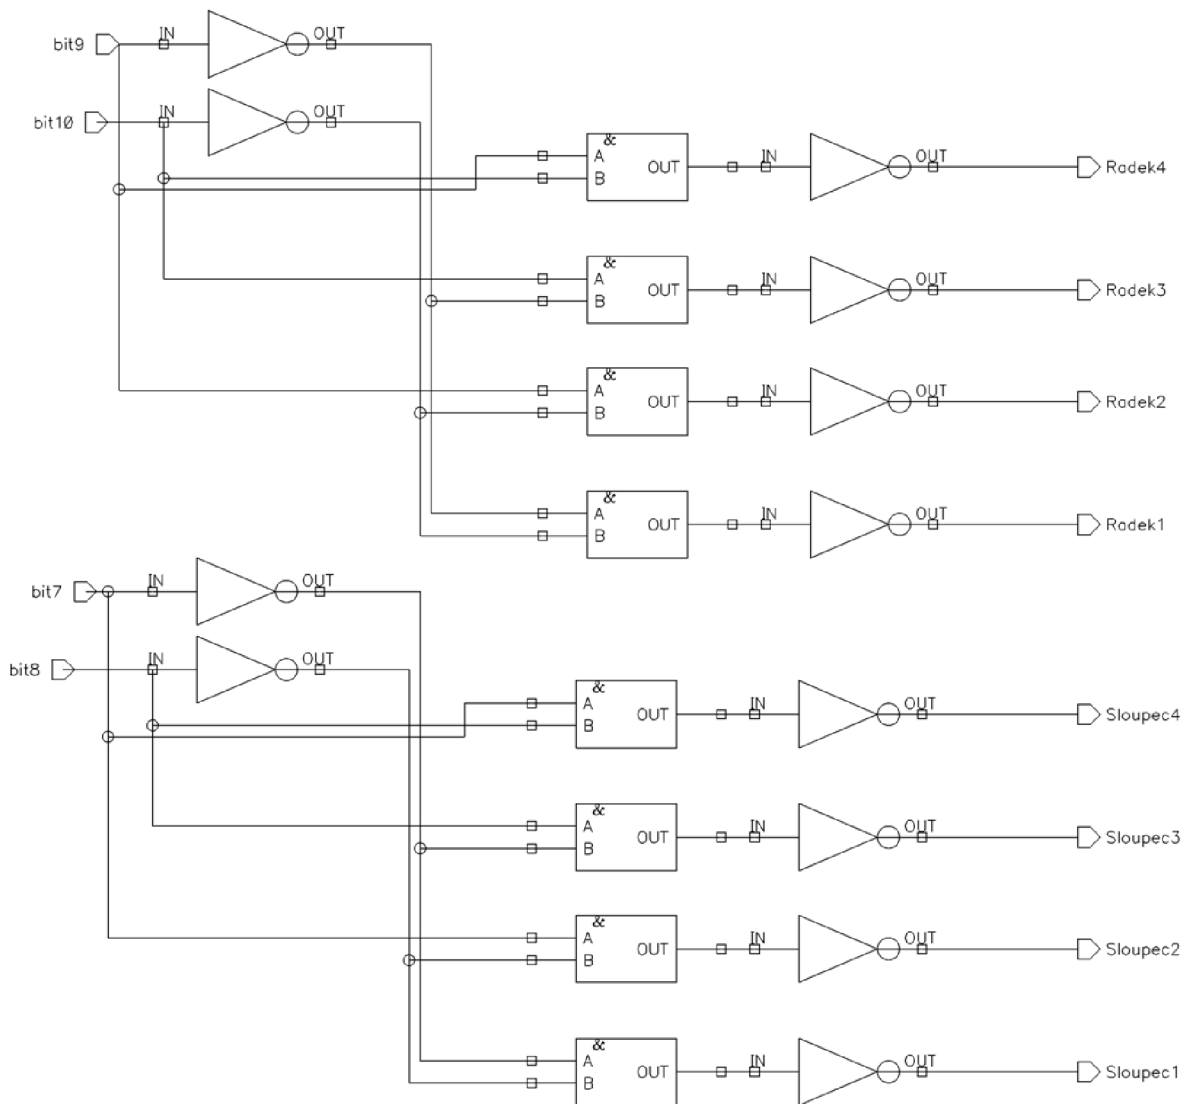 bit9 IN OUT
bit10 IN OUT
& A B OUT IN OUT Radek4
& A B OUT IN OUT Radek3
& A B OUT IN OUT Radek2
& A B OUT IN OUT Radek1
bit7 IN OUT
bit8 IN OUT
& A B OUT IN OUT Sloupec4
& A B OUT IN OUT Sloupec3
& A B OUT IN OUT Sloupec2
& A B OUT IN OUT Sloupec1